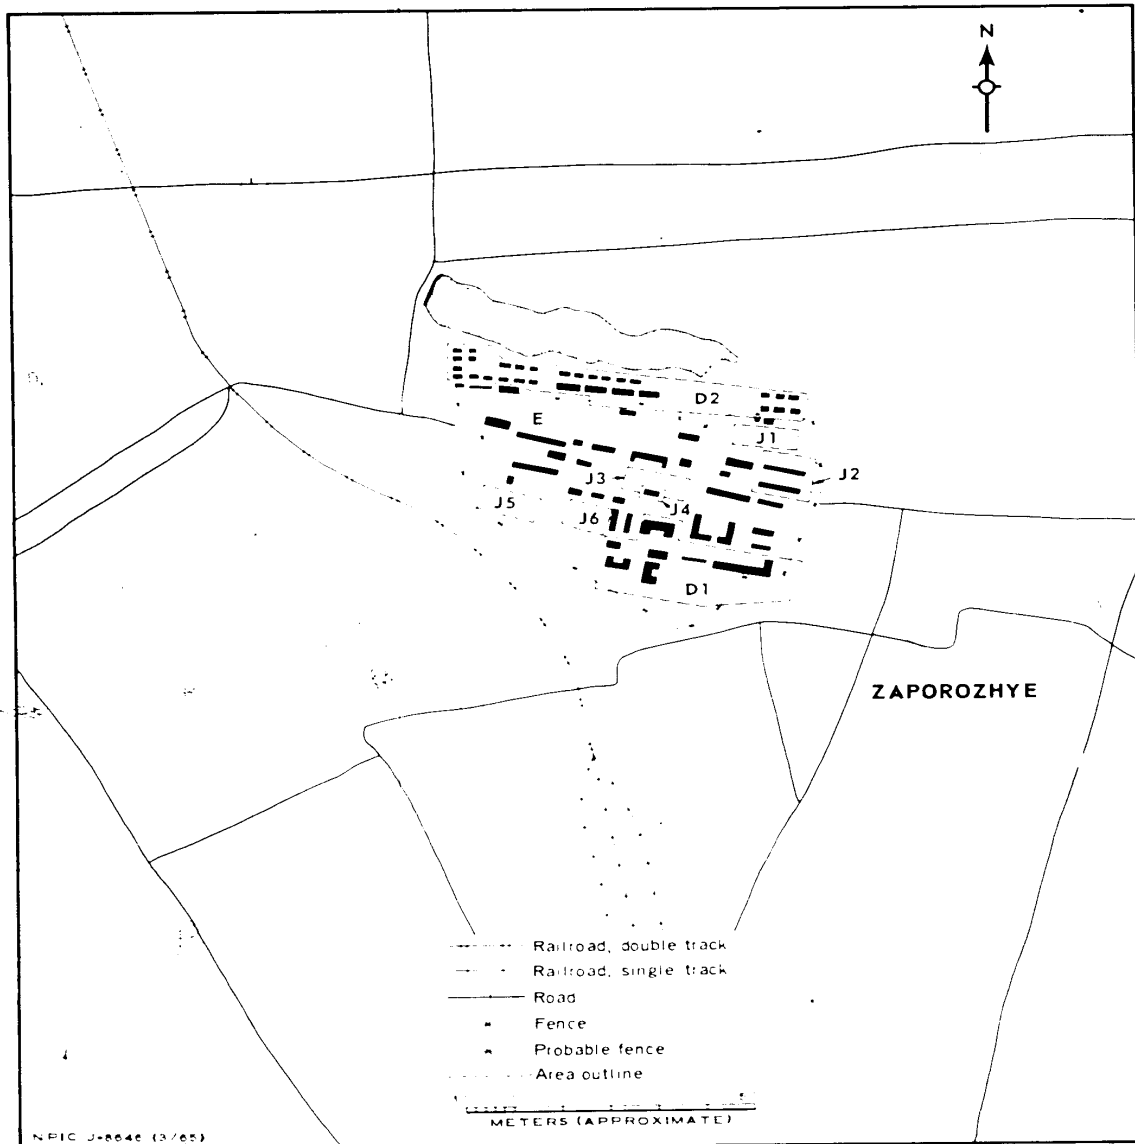 N
D2
E
J1
J3
J2
J5
J4
J6
D1
ZAPOROZHYE
Railroad, double track
Railroad, single track
Road
Fence
Probable fence
Area outline
METERS (APPROXIMATE)
NPIC J-8646 (3/65)